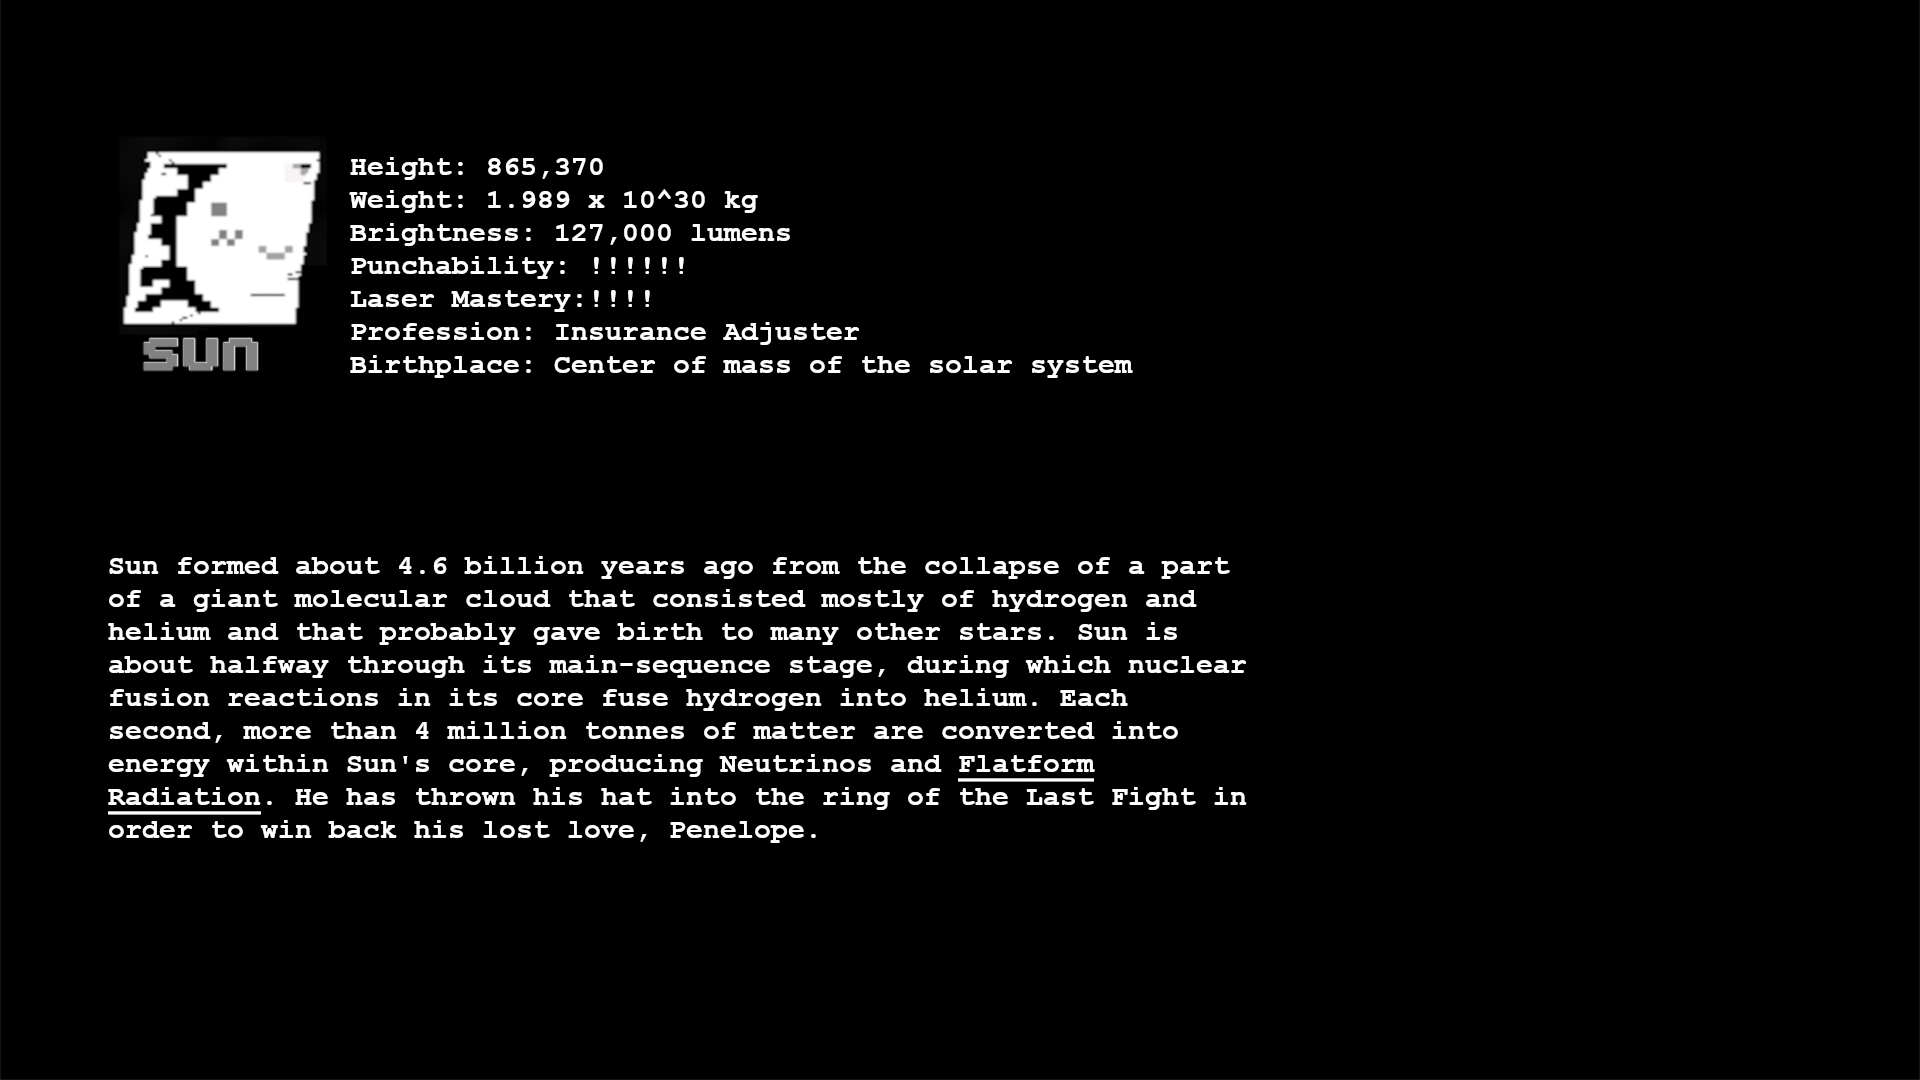 Height: 865,370
Weight: 1.989 x 10^30 kg
Brightness: 127,000 lumens
Punchability: !!!!!!
Laser Mastery:!!!!
Profession: Insurance Adjuster
Birthplace: Center of mass of the solar system
SUN
Sun formed about 4.6 billion years ago from the collapse of a part
of a giant molecular cloud that consisted mostly of hydrogen and
helium and that probably gave birth to many other stars. Sun is
about halfway through its main-sequence stage, during which nuclear
fusion reactions in its core fuse hydrogen into helium. Each
second, more than 4 million tonnes of matter are converted into
energy within Sun's core, producing Neutrinos and Flatform
Radiation. He has thrown his hat into the ring of the Last Fight in
order to win back his lost love, Penelope.